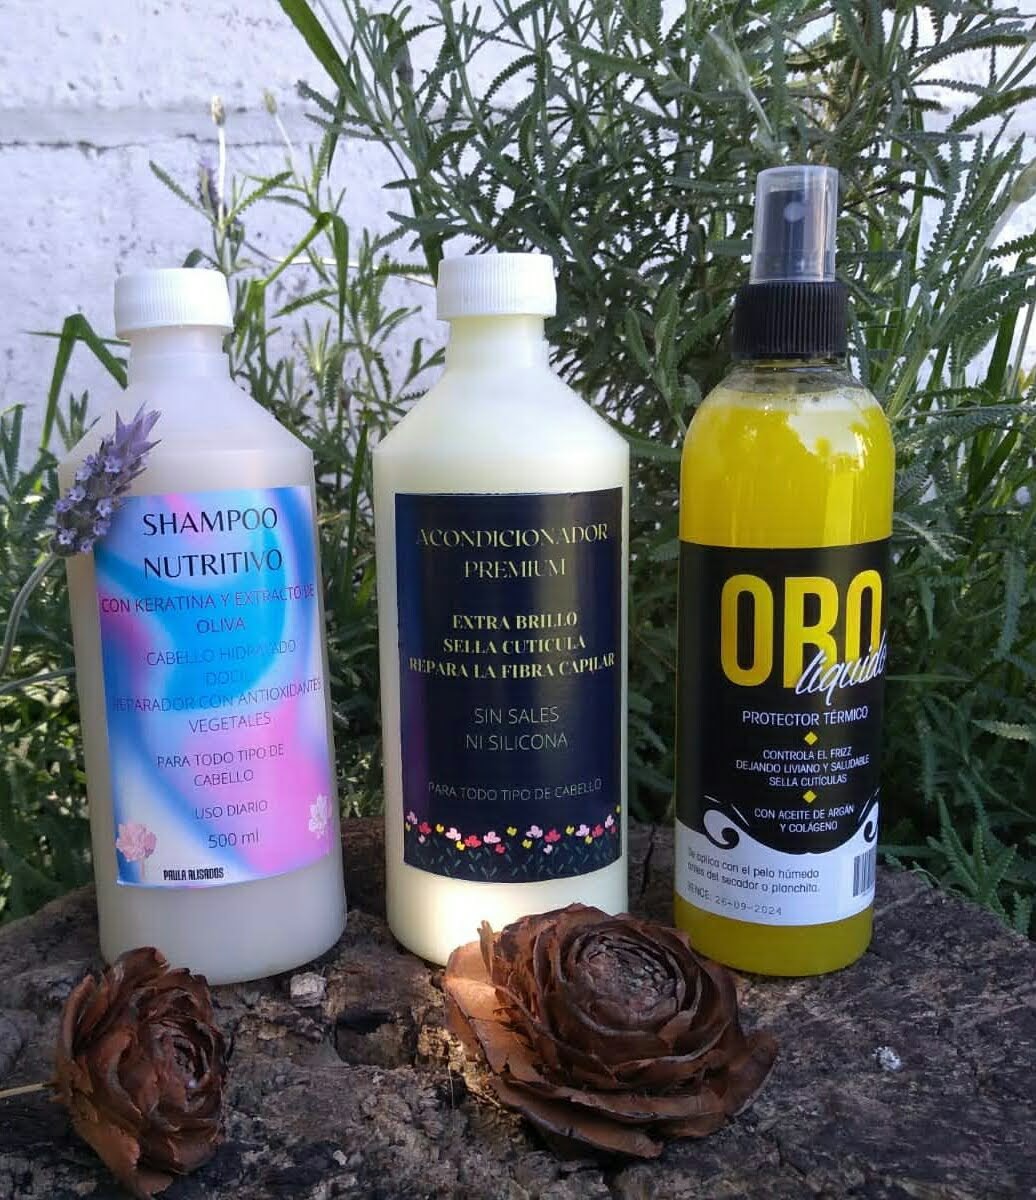 SHAMPOO
NUTRITIVO
CON KERATINA Y EXTRACTO DE
OLIVA
CABELLO HIDRATADO
DOCIL
REPARADOR CON ANTIOXIDANTES
VEGETALES
PARA TODO TIPO DE
CABELLO
USO DIARIO
500 ml
PAULA ALISADOS
ACONDICIONADOR
PREMIUM
EXTRA BRILLO
SELLA CUTICULA
REPARA LA FIBRA CAPILAR
SIN SALES
NI SILICONA
PARA TODO TIPO DE CABELLO
ORO
líquido
PROTECTOR TÉRMICO
CONTROLA EL FRIZZ
DEJANDO LIVIANO Y SALUDABLE
SELLA CUTÍCULAS
CON ACEITE DE ARGÁN
Y COLÁGENO
Se aplica con el pelo húmedo
antes del secador o planchita.
VENCE: 26-09-2024